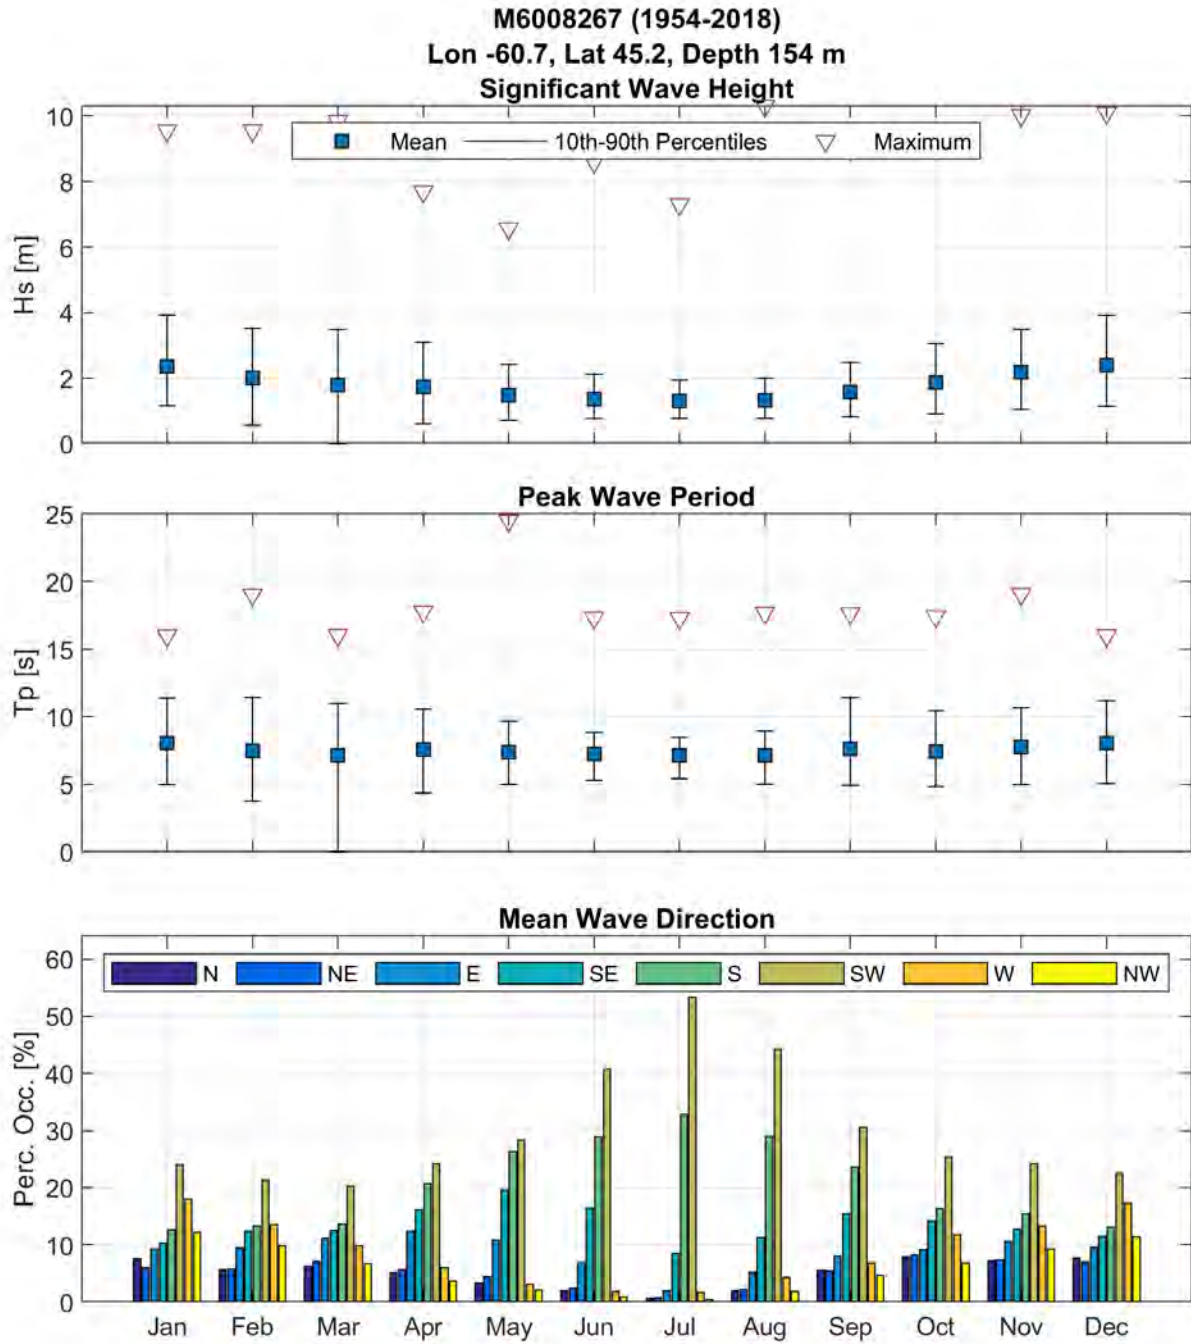 M6008267 (1954-2018)
Lon -60.7, Lat 45.2, Depth 154 m
Significant Wave Height
10
8
6
4
2
0
Hs [m]
Mean 10th-90th Percentiles Maximum
Peak Wave Period
25
20
15
10
5
0
Tp [s]
Mean Wave Direction
60
50
40
30
20
10
0
Perc. Occ. [%]
N NE E SE S SW W NW
Jan Feb Mar Apr May Jun Jul Aug Sep Oct Nov Dec